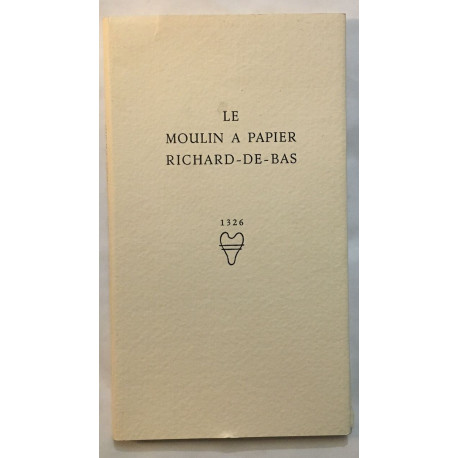 LE
MOULIN A PAPIER
RICHARD-DE-BAS
1326